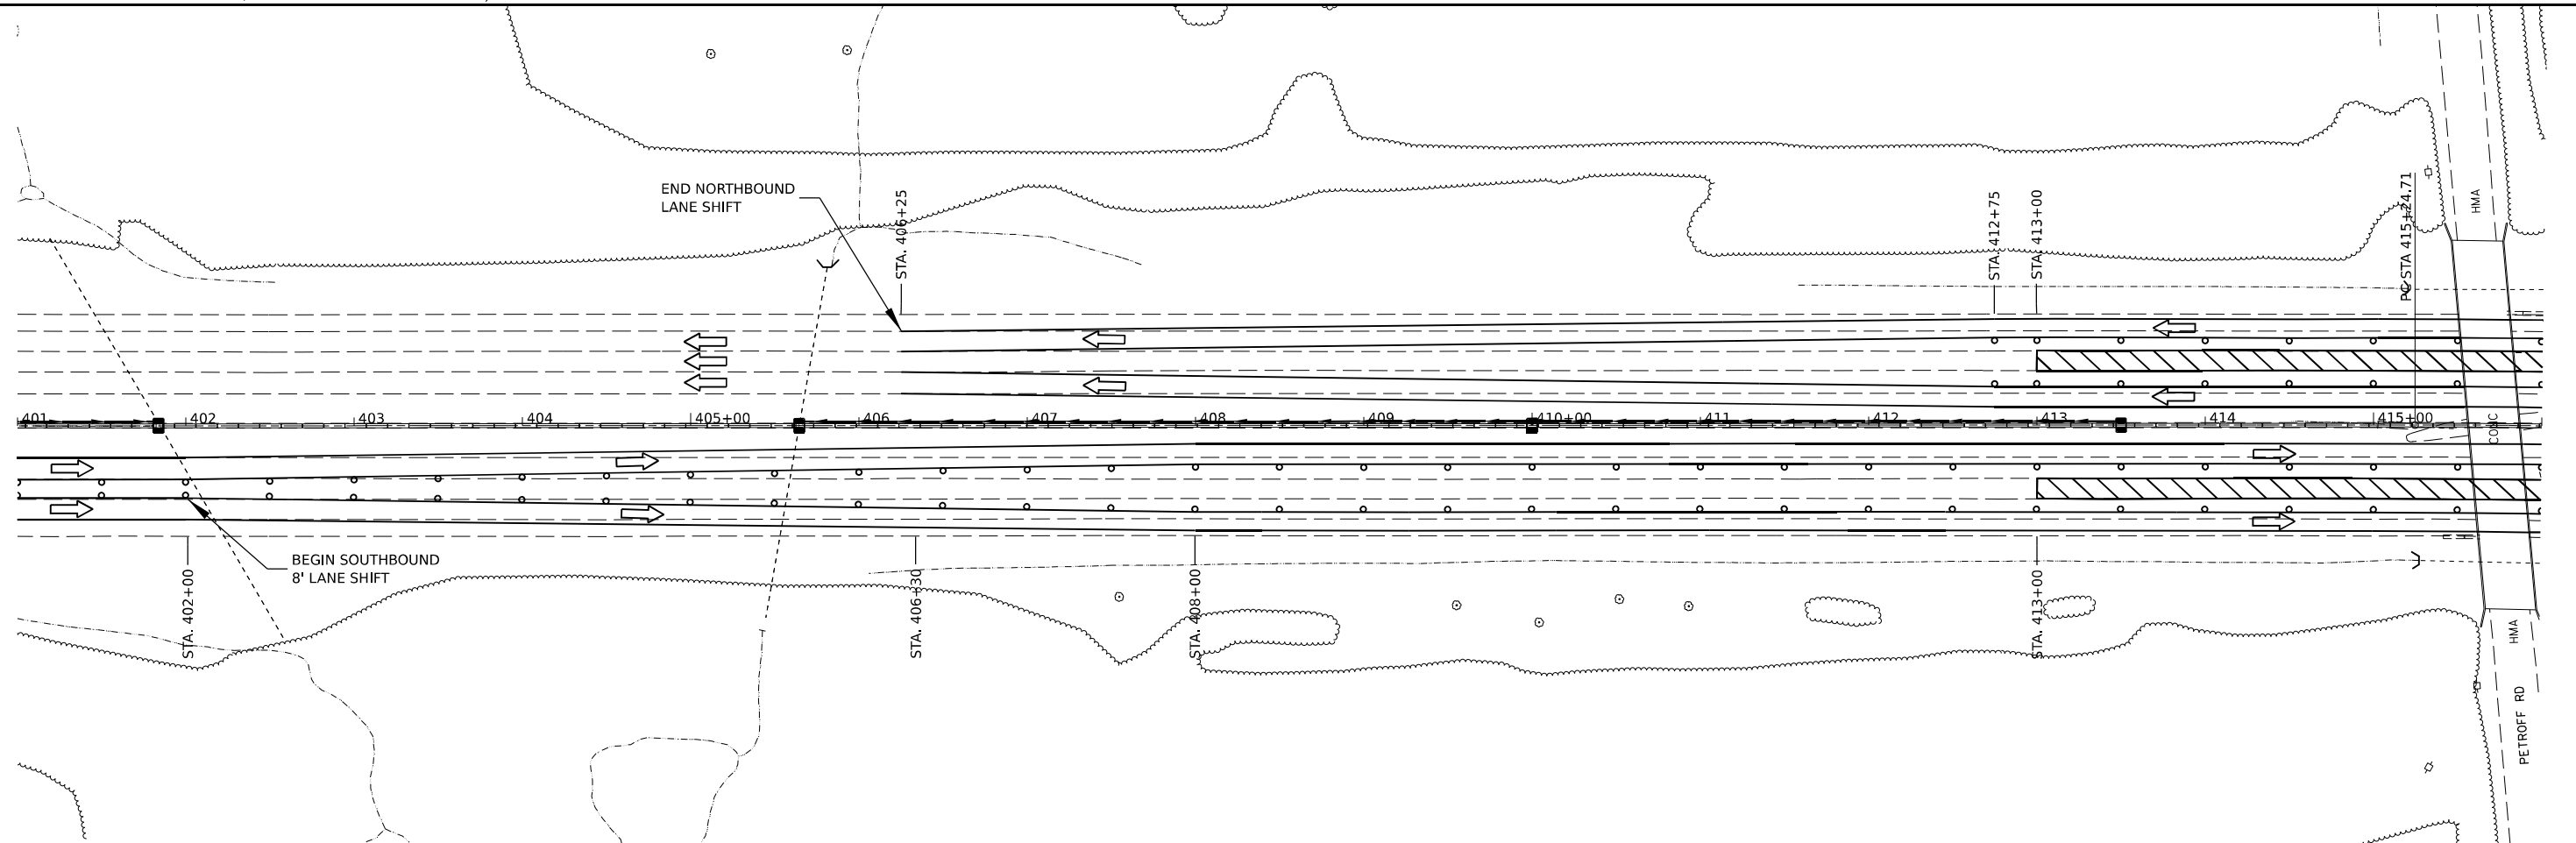 END NORTHBOUND
LANE SHIFT
STA. 406+25
STA. 412+75
STA. 413+00
PC STA 415+24.71
HMA
401
402
403
404
405+00
406
407
408
409
410+00
411
412
413
414
415+00
CONC
BEGIN SOUTHBOUND
8' LANE SHIFT
STA. 402+00
STA. 406+30
STA. 408+00
STA. 413+00
HMA
PETROFF RD